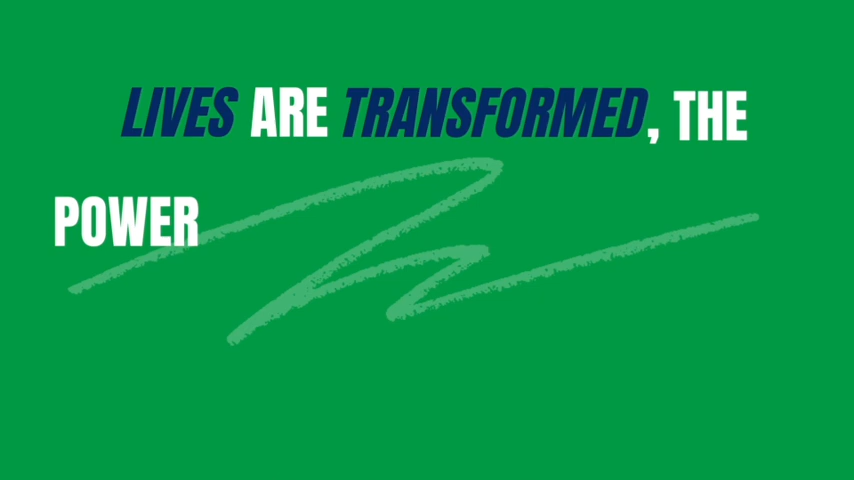 LIVES ARE TRANSFORMED, THE
POWER